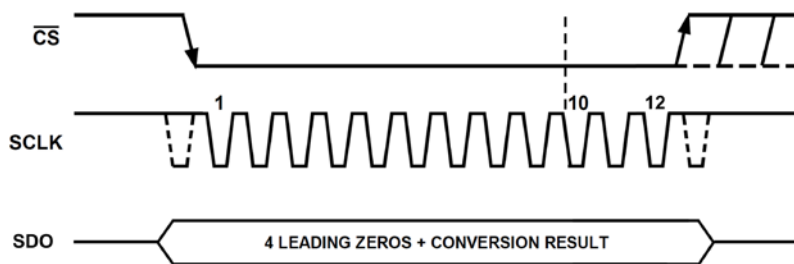 CS
1 10 12
SCLK
SDO 4 LEADING ZEROS + CONVERSION RESULT